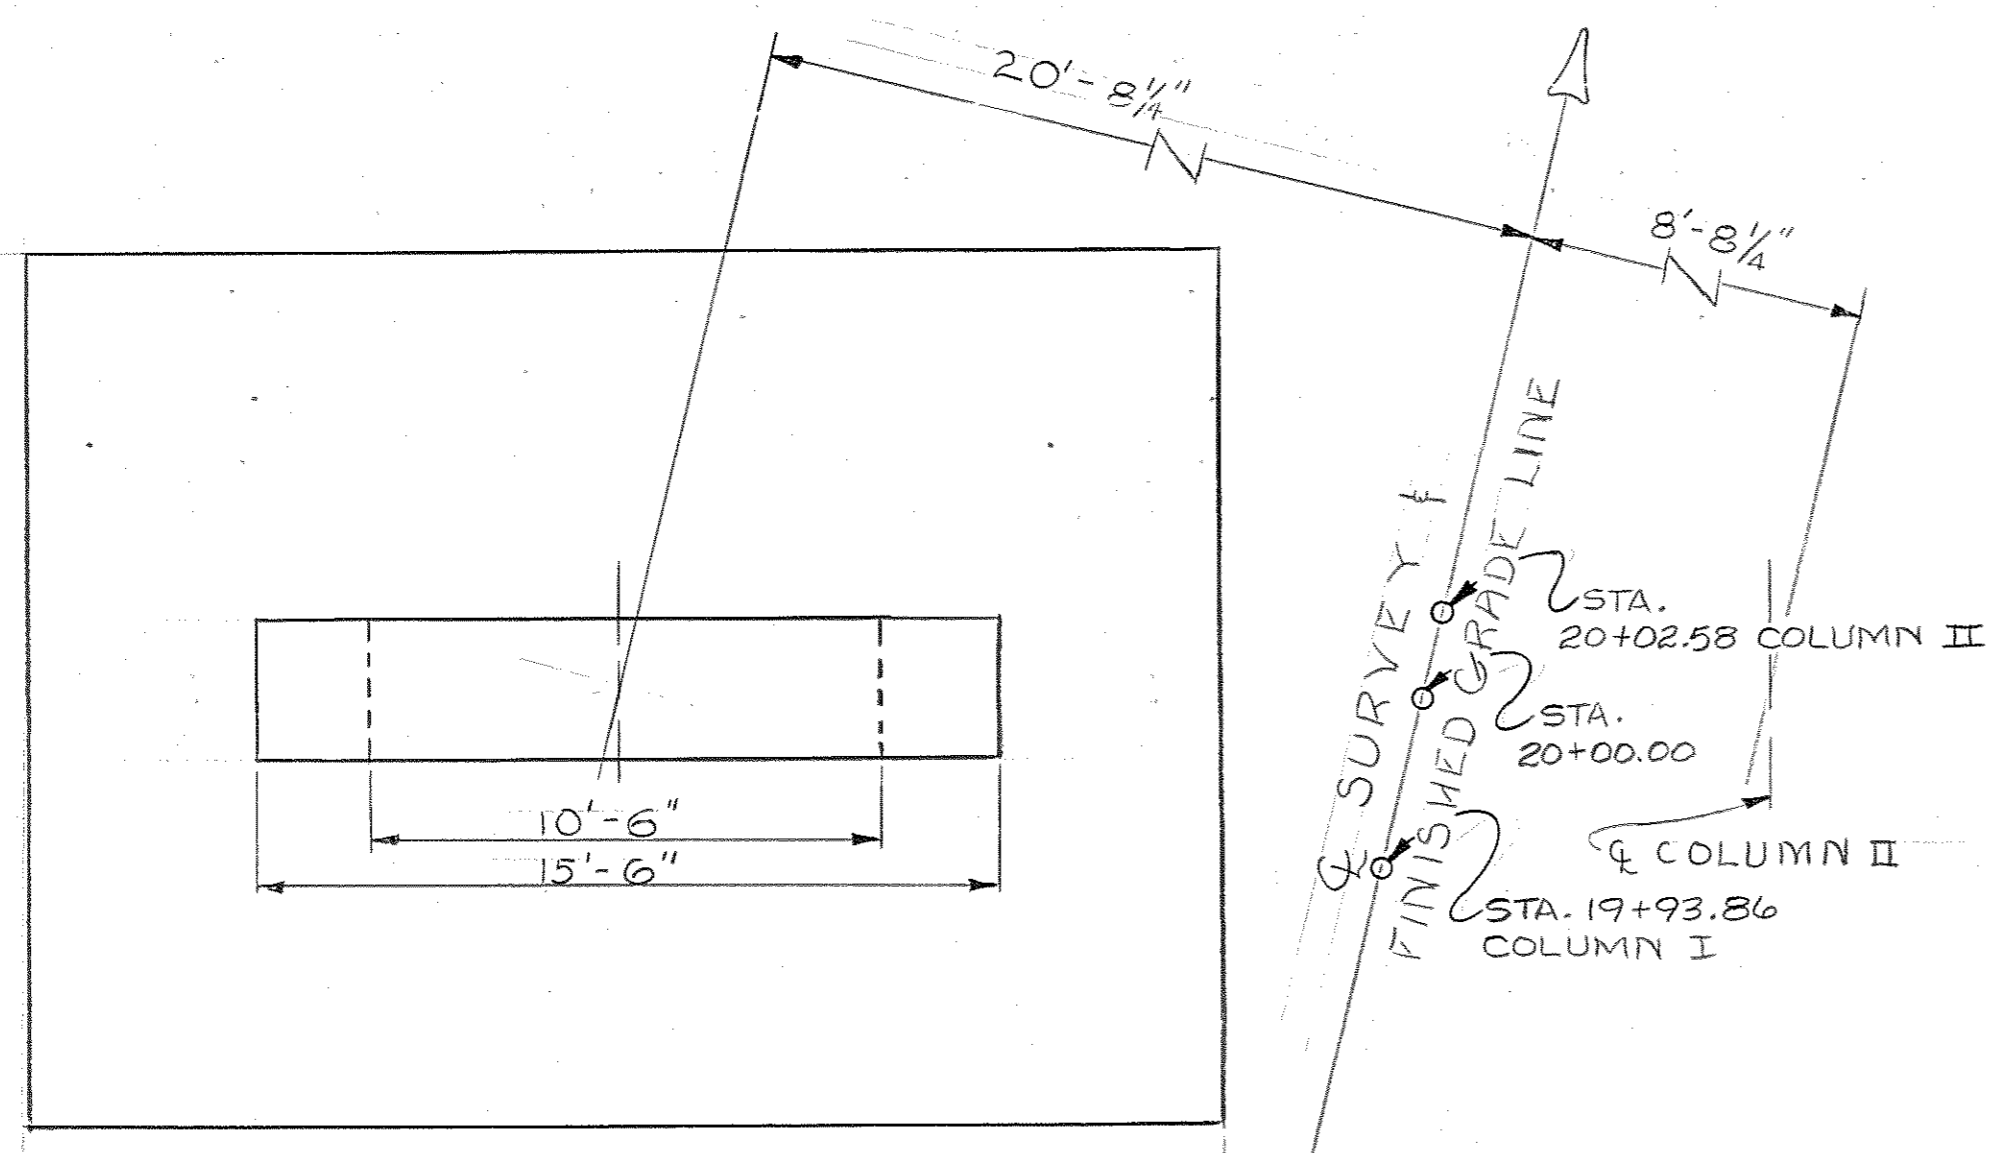 20'-8¼"
8'-8¼"
℄ SURVEY &
FINISHED GRADE LINE
STA.
20+02.58 COLUMN II
STA.
20+00.00
10'-6"
15'-6"
℄ COLUMN II
STA. 19+93.86
COLUMN I